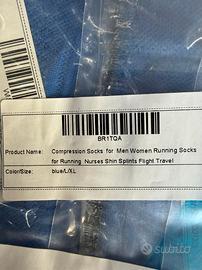 BR1TQA
Product Name: Compression Socks for Men Women Running Socks
for Running Nurses Shin Splints Flight Travel
Color/Size: blue/L/XL
subito